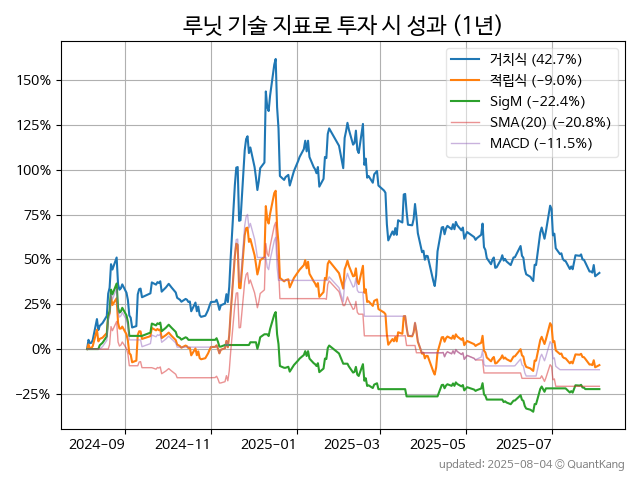 루닛 기술 지표로 투자 시 성과 (1년)
거치식 (42.7%)
적립식 (−9.0%)
SigM (−22.4%)
SMA(20) (−20.8%)
MACD (−11.5%)
150%
125%
100%
75%
50%
25%
0%
−25%
2024-09 2024-11 2025-01 2025-03 2025-05 2025-07
updated: 2025-08-04 © QuantKang